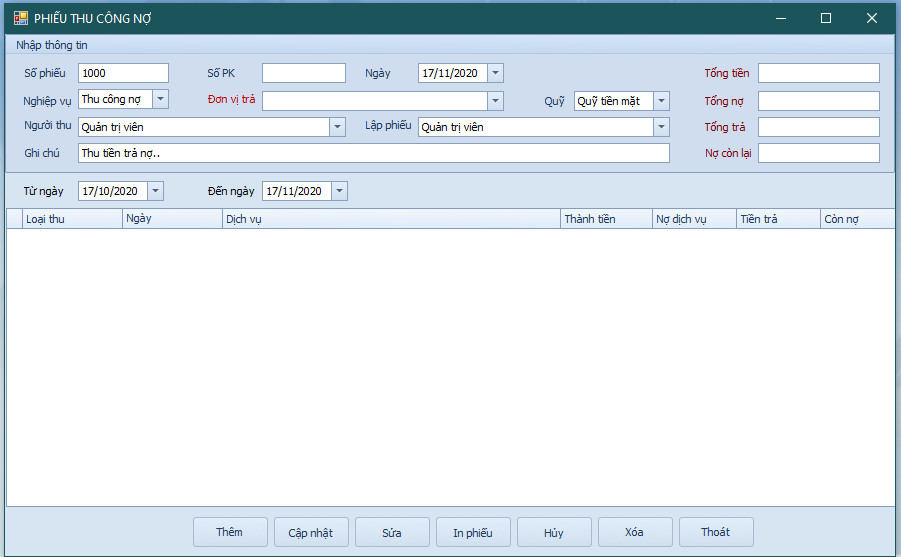 PHIẾU THU CÔNG NỢ
Nhập thông tin
Số phiếu 1000 Số PK Ngày 17/11/2020 Tổng tiền
Nghiệp vụ Thu công nợ Đơn vị trả Quỹ Quỹ tiền mặt Tổng nợ
Người thu Quản trị viên Lập phiếu Quản trị viên Tổng trả
Ghi chú Thu tiền trả nợ.. Nợ còn lại
Từ ngày 17/10/2020 Đến ngày 17/11/2020
Loại thu Ngày Dịch vụ Thành tiền Nợ dịch vụ Tiền trả Còn nợ
Thêm Cập nhật Sửa In phiếu Hủy Xóa Thoát